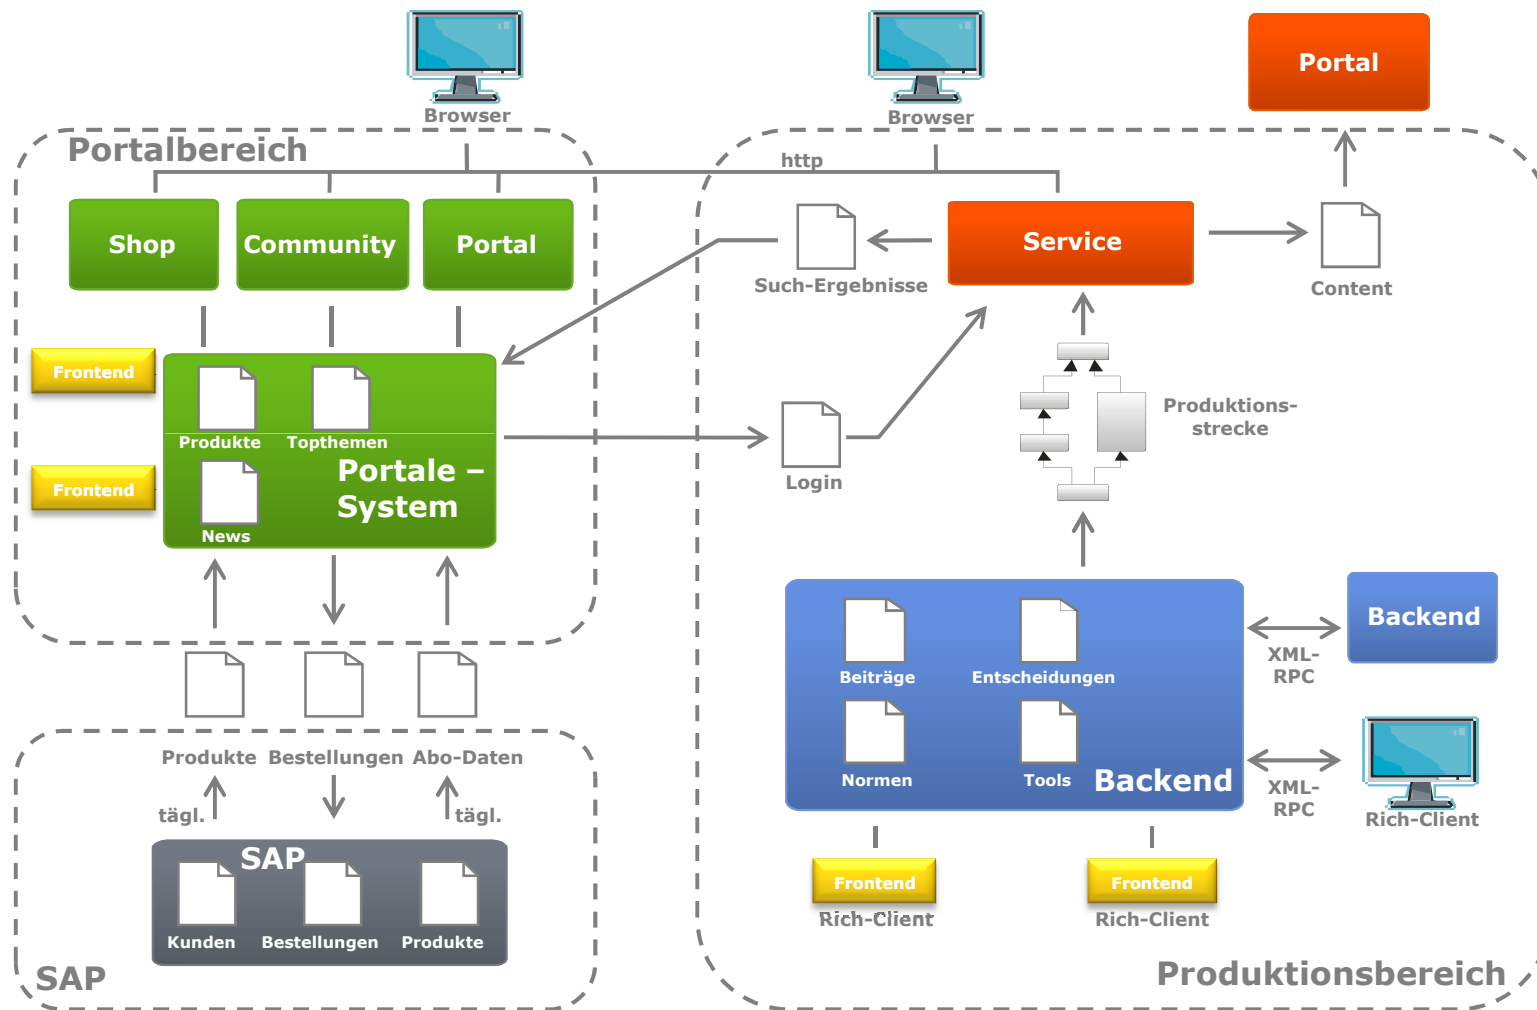 Browser
Browser
Portal
Portalbereich
http
Shop
Community
Portal
Service
Such-Ergebnisse
Content
Frontend
Frontend
Produkte
Topthemen
News
Portale –
System
Login
Produktions-
strecke
Beiträge
Entscheidungen
Normen
Tools
Backend
XML-
RPC
Backend
XML-
RPC
Rich-Client
Frontend
Rich-Client
Frontend
Rich-Client
Produktionsbereich
Produkte
Bestellungen
Abo-Daten
tägl.
tägl.
SAP
Kunden
Bestellungen
Produkte
SAP